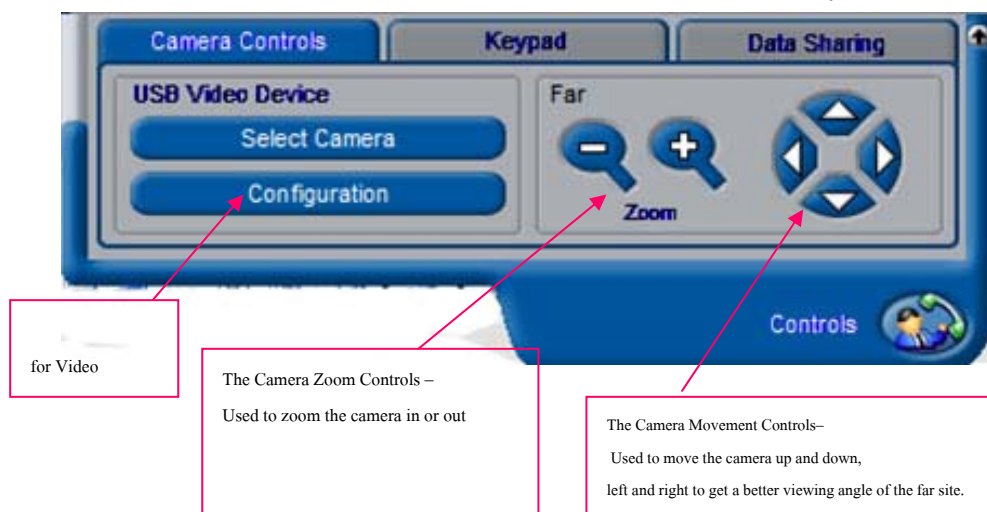 Camera Controls Keypad Data Sharing
USB Video Device
Select Camera
Configuration
Far
Zoom
Controls
for Video
The Camera Zoom Controls –
Used to zoom the camera in or out
The Camera Movement Controls–
Used to move the camera up and down,
left and right to get a better viewing angle of the far site.